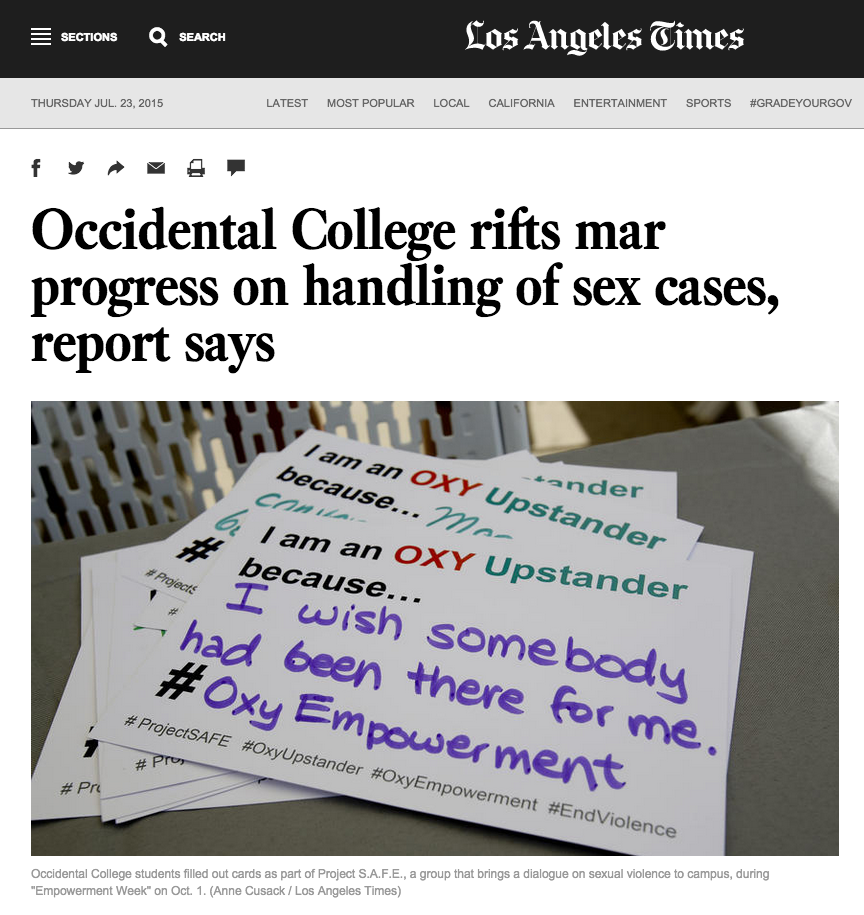 SECTIONS SEARCH Los Angeles Times
THURSDAY JUL. 23, 2015 LATEST MOST POPULAR LOCAL CALIFORNIA ENTERTAINMENT SPORTS #GRADEYOURGOV
Occidental College rifts mar
progress on handling of sex cases,
report says
tander
I am an OXY Upstander
because...
#
#
I am an OXY Upstander
because...
I wish somebody
had been there for me.
#Oxy Empowerment
#ProjectSAFE #OxyUpstander #OxyEmpowerment #EndViolence
Occidental College students filled out cards as part of Project S.A.F.E., a group that brings a dialogue on sexual violence to campus, during
"Empowerment Week" on Oct. 1. (Anne Cusack / Los Angeles Times)